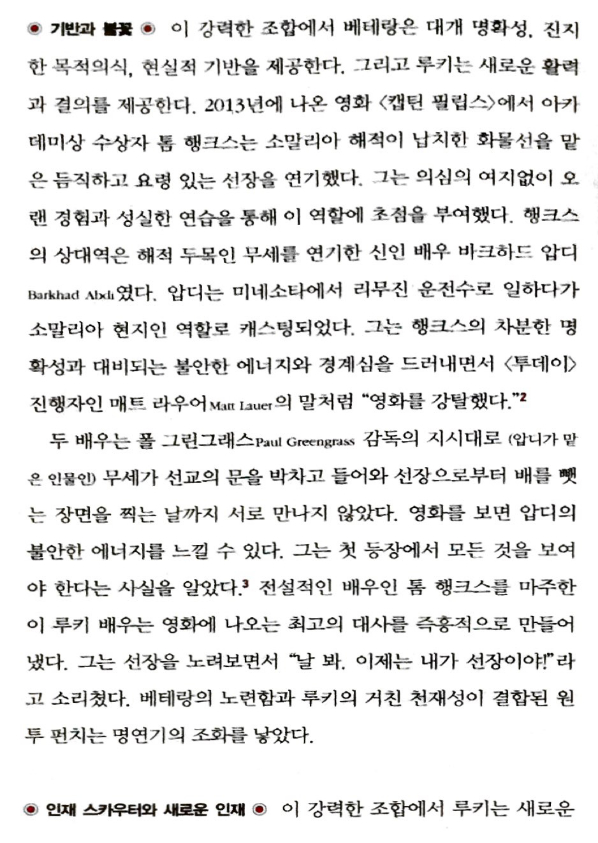 ◉ 기반과 불꽃 ◉ 이 강력한 조합에서 베테랑은 대개 명확성, 진지
한 목적의식, 현실적 기반을 제공한다. 그리고 루키는 새로운 활력
과 결의를 제공한다. 2013년에 나온 영화 〈캡틴 필립스〉에서 아카
데미상 수상자 톰 행크스는 소말리아 해적이 납치한 화물선을 맡
은 듬직하고 요령 있는 선장을 연기했다. 그는 의심의 여지없이 오
랜 경험과 성실한 연습을 통해 이 역할에 초점을 부여했다. 행크스
의 상대역은 해적 두목인 무세를 연기한 신인 배우 바크하드 압디
Barkhad Abdi였다. 압디는 미네소타에서 리무진 운전수로 일하다가
소말리아 현지인 역할로 캐스팅되었다. 그는 행크스의 차분한 명
확성과 대비되는 불안한 에너지와 경계심을 드러내면서 〈투데이〉
진행자인 매트 라우어Matt Lauer의 말처럼 “영화를 강탈했다.”2
두 배우는 폴 그린그래스Paul Greengrass 감독의 지시대로 (압디가 맡
은 인물인) 무세가 선교의 문을 박차고 들어와 선장으로부터 배를 뺏
는 장면을 찍는 날까지 서로 만나지 않았다. 영화를 보면 압디의
불안한 에너지를 느낄 수 있다. 그는 첫 등장에서 모든 것을 보여
야 한다는 사실을 알았다.3 전설적인 배우인 톰 행크스를 마주한
이 루키 배우는 영화에 나오는 최고의 대사를 즉흥적으로 만들어
냈다. 그는 선장을 노려보면서 “날 봐. 이제는 내가 선장이야!”라
고 소리쳤다. 베테랑의 노련함과 루키의 거친 천재성이 결합된 원
투 펀치는 명연기의 조화를 낳았다.
◉ 인재 스카우터와 새로운 인재 ◉ 이 강력한 조합에서 루키는 새로운